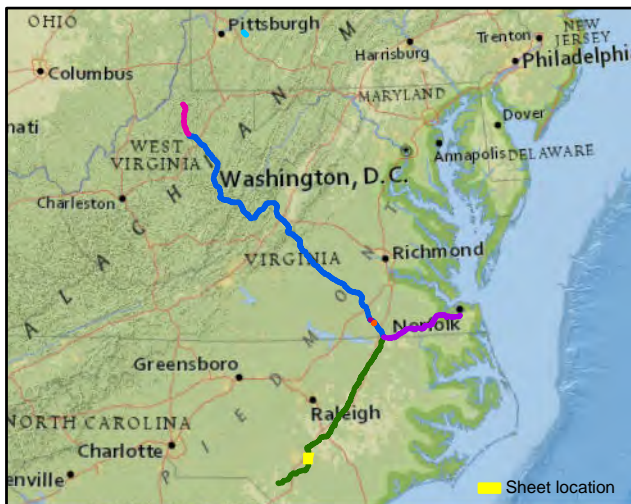 OHIO
Pittsburgh
NEW
JERSEY
Trenton
Harrisburg
Philadelphia
Columbus
MARYLAND
nati
Dover
WEST
VIRGINIA
Annapolis
DELAWARE
Washington, D.C.
Charleston
Richmond
VIRGINIA
Norfolk
Greensboro
Raleigh
NORTH CAROLINA
Charlotte
enville
Sheet location
A L A C H I A N M
P I E D M O N T